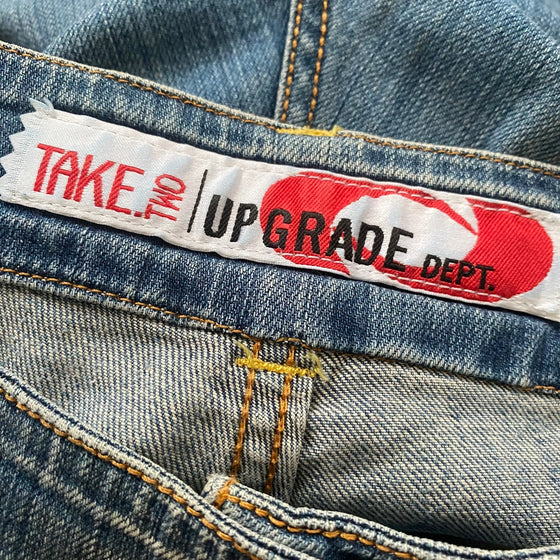 TAKE.TWO | UPGRADE DEPT.